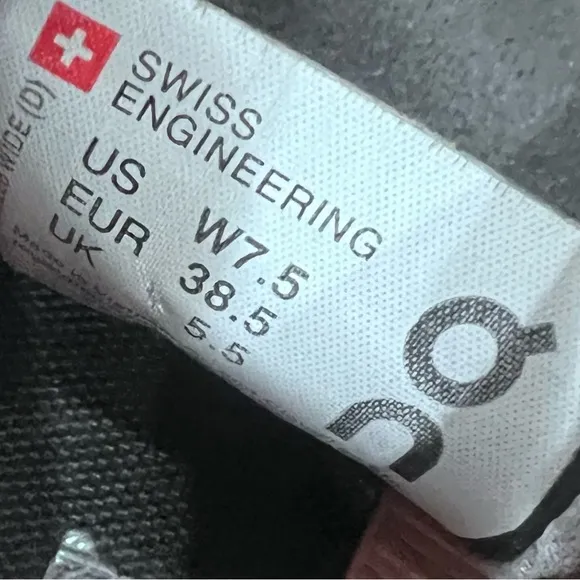 SWISS
ENGINEERING
WIDE (D)
US W7.5
EUR 38.5
UK 5.5
On